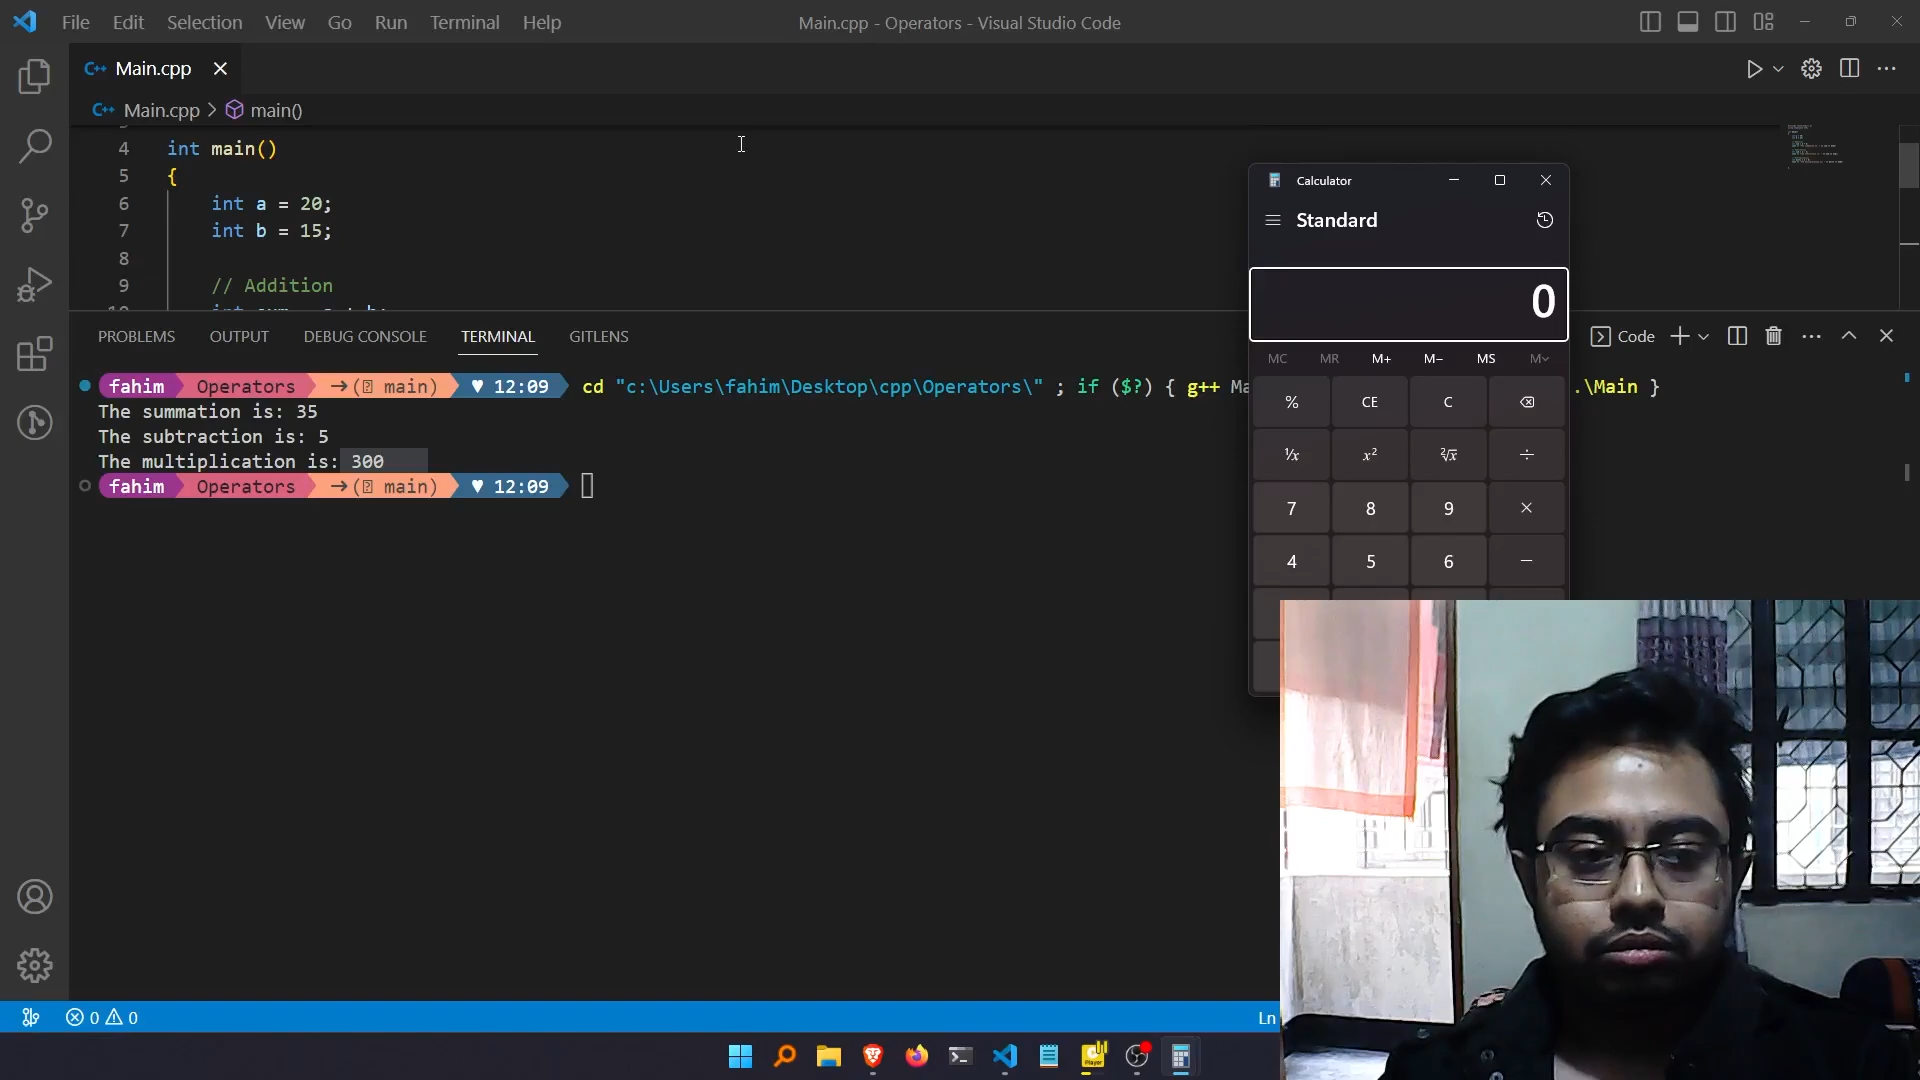 File Edit Selection View Go Run Terminal Help Main.cpp - Operators - Visual Studio Code
C++ Main.cpp
C++ Main.cpp > main()
4 int main()
5 {
6 int a = 20;
7 int b = 15;
8
9 // Addition
PROBLEMS OUTPUT DEBUG CONSOLE TERMINAL GITLENS
Code
fahim Operators →( main) ♥ 12:09 cd "c:\Users\fahim\Desktop\cpp\Operators\" ; if ($?) { g++ Ma
.\Main }
The summation is: 35
The subtraction is: 5
The multiplication is: 300
fahim Operators →( main) ♥ 12:09
Calculator
Standard
0
MC MR M+ M− MS M˅
% CE C
¹/x x² ²√x ÷
7 8 9 ×
4 5 6 −
0 0
Ln
Player